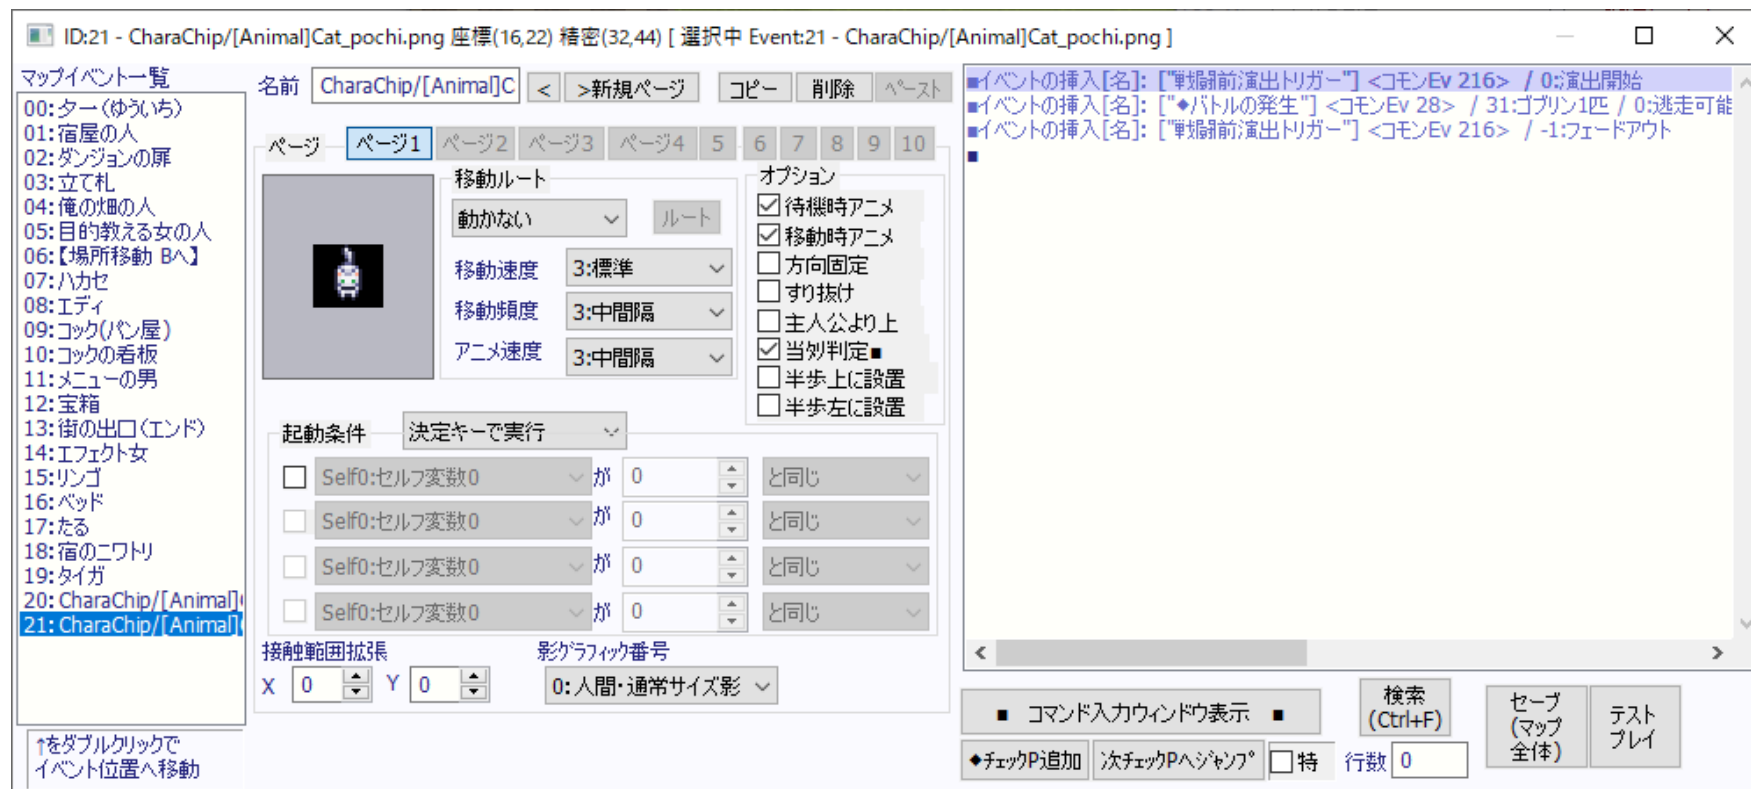 ID:21 - CharaChip/[Animal]Cat_pochi.png 座標(16,22) 精密(32,44) [ 選択中 Event:21 - CharaChip/[Animal]Cat_pochi.png ]
マップイベント一覧
00:ター(ゆういち)
01:宿屋の人
02:ダンジョンの扉
03:立て札
04:俺の畑の人
05:目的教える女の人
06:【場所移動 Bへ】
07:ハカセ
08:エディ
09:コック(パン屋)
10:コックの看板
11:メニューの男
12:宝箱
13:街の出口(エンド)
14:エフェクト女
15:リンゴ
16:ベッド
17:たる
18:宿のニワトリ
19:タイガ
20: CharaChip/[Animal]
21: CharaChip/[Animal]
↑をダブルクリックで
イベント位置へ移動
名前 CharaChip/[Animal]C < >新規ページ コピー 削除 ペースト
ページ ページ1 ページ2 ページ3 ページ4 5 6 7 8 9 10
移動ルート
動かない ルート
移動速度 3:標準
移動頻度 3:中間隔
アニメ速度 3:中間隔
オプション
待機時アニメ
移動時アニメ
方向固定
すり抜け
主人公より上
当り判定■
半歩上に設置
半歩左に設置
起動条件 決定キーで実行
Self0:セルフ変数0 が 0 と同じ
Self0:セルフ変数0 が 0 と同じ
Self0:セルフ変数0 が 0 と同じ
Self0:セルフ変数0 が 0 と同じ
接触範囲拡張
X 0 Y 0
影グラフィック番号
0:人間・通常サイズ影
■イベントの挿入[名]: ["戦闘前演出トリガー"] <コモンEv 216> / 0:演出開始
■イベントの挿入[名]: ["◆バトルの発生"] <コモンEv 28> / 31:ゴブリン1匹 / 0:逃走可能
■イベントの挿入[名]: ["戦闘前演出トリガー"] <コモンEv 216> / -1:フェードアウト
■
■ コマンド入力ウィンドウ表示 ■
検索
(Ctrl+F)
セーブ
(マップ
全体)
テスト
プレイ
◆チェックP追加 次チェックPへジャンプ 特 行数 0